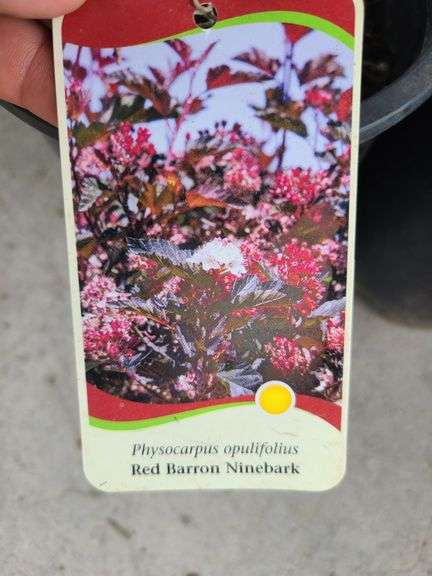 Physocarpus opulifolius
Red Barron Ninebark